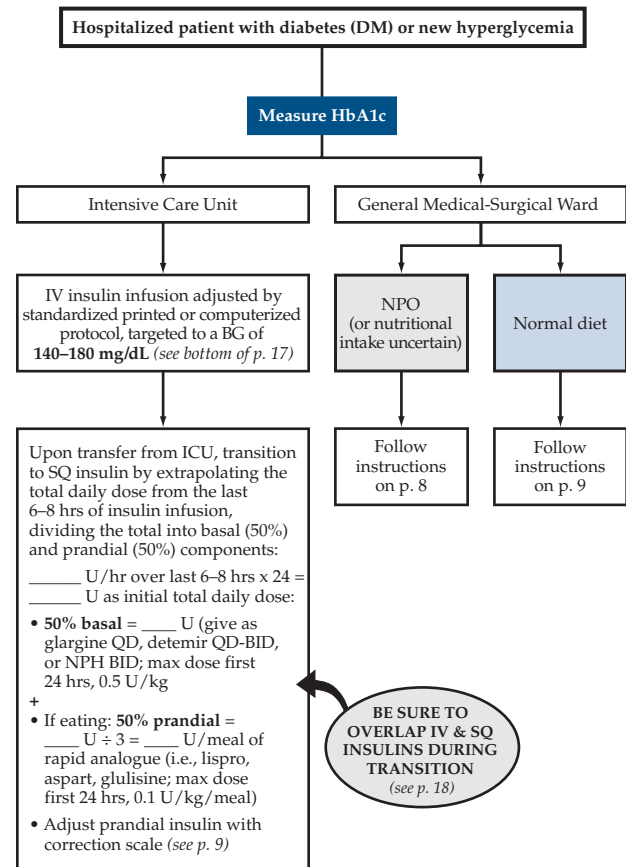 Hospitalized patient with diabetes (DM) or new hyperglycemia
Measure HbA1c
Intensive Care Unit
General Medical-Surgical Ward
IV insulin infusion adjusted by
standardized printed or computerized
protocol, targeted to a BG of
140–180 mg/dL (see bottom of p. 17)
NPO
(or nutritional
intake uncertain)
Normal diet
Follow
instructions
on p. 8
Follow
instructions
on p. 9
Upon transfer from ICU, transition
to SQ insulin by extrapolating the
total daily dose from the last
6–8 hrs of insulin infusion,
dividing the total into basal (50%)
and prandial (50%) components:
______ U/hr over last 6–8 hrs x 24 =
______ U as initial total daily dose:
• 50% basal = ____ U (give as
glargine QD, detemir QD-BID,
or NPH BID; max dose first
24 hrs, 0.5 U/kg
+
• If eating: 50% prandial =
____ U ÷ 3 = ____ U/meal of
rapid analogue (i.e., lispro,
aspart, glulisine; max dose
first 24 hrs, 0.1 U/kg/meal)
• Adjust prandial insulin with
correction scale (see p. 9)
BE SURE TO
OVERLAP IV & SQ
INSULINS DURING
TRANSITION
(see p. 18)